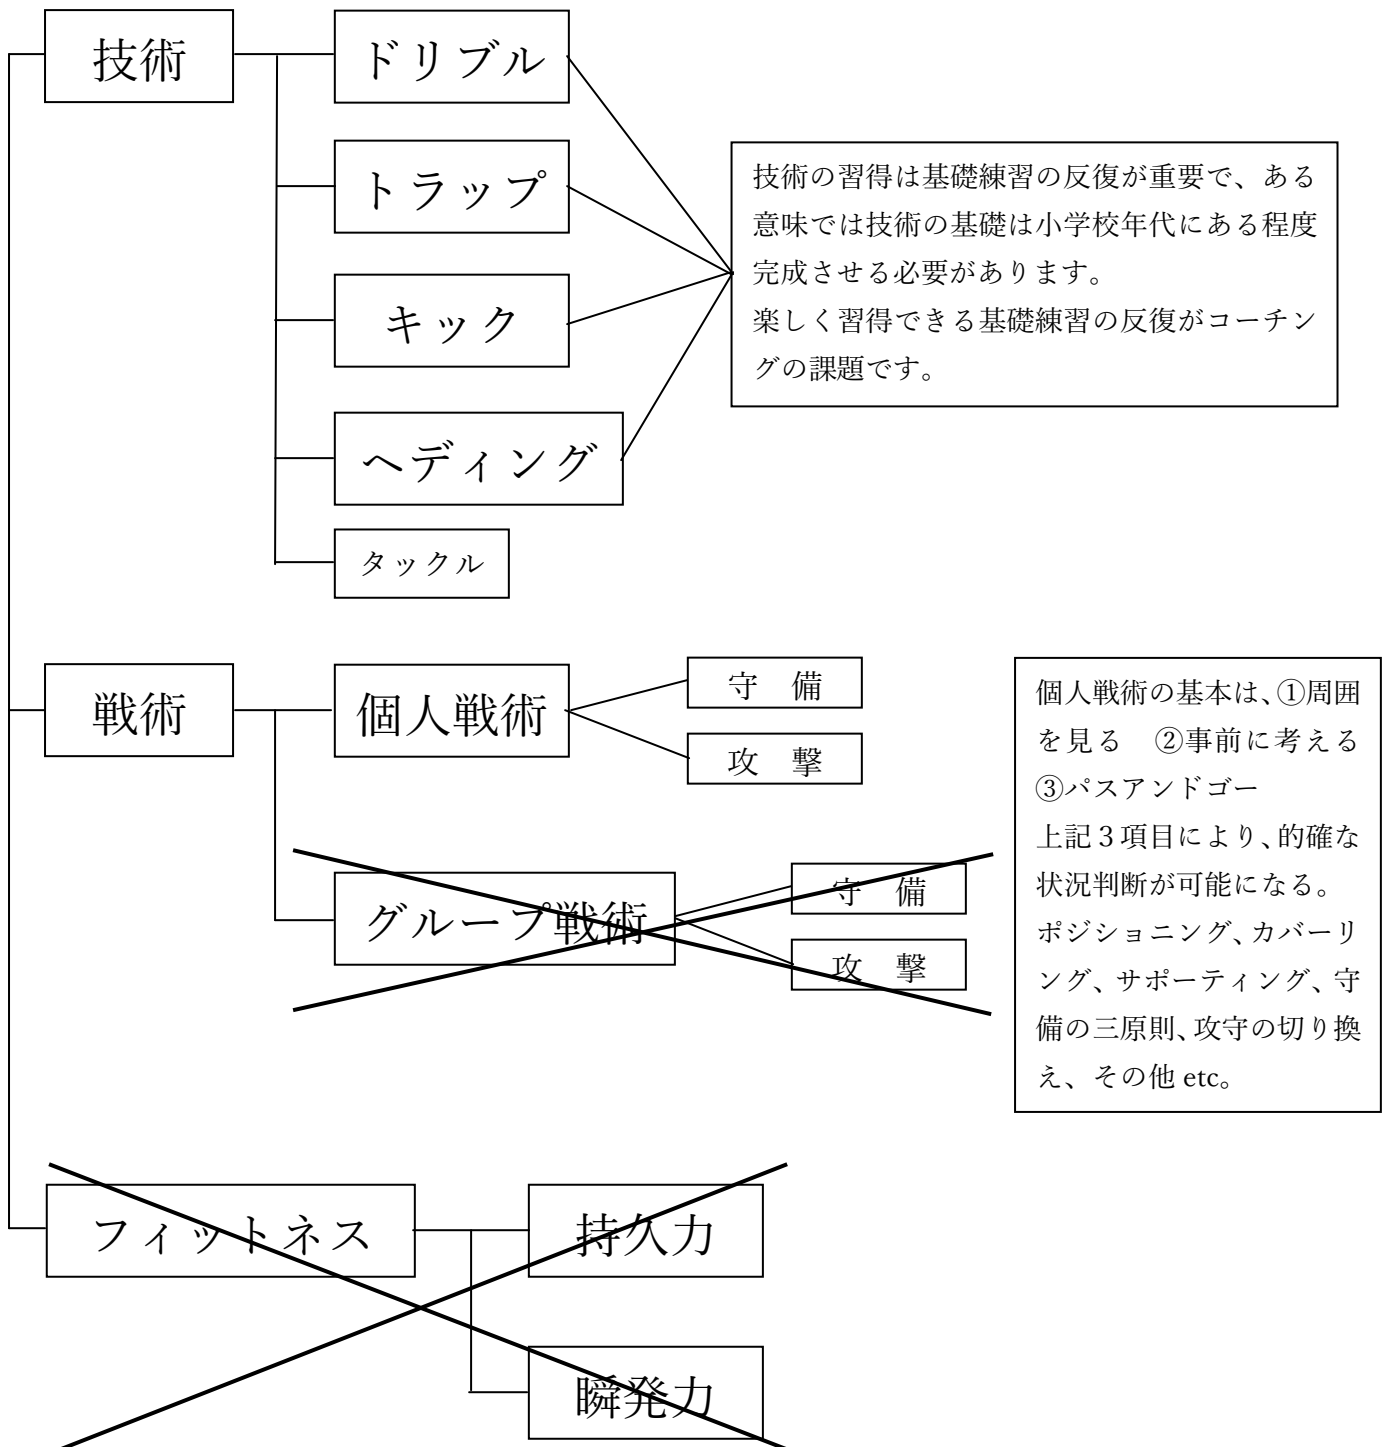 技術
ドリブル
トラップ
キック
ヘディング
タックル
技術の習得は基礎練習の反復が重要で、ある
意味では技術の基礎は小学校年代にある程度
完成させる必要があります。
楽しく習得できる基礎練習の反復がコーチン
グの課題です。
戦術
個人戦術
守　備
攻　撃
グループ戦術
守　備
攻　撃
個人戦術の基本は、①周囲
を見る　②事前に考える
③パスアンドゴー
上記３項目により、的確な
状況判断が可能になる。
ポジショニング、カバーリ
ング、サポーティング、守
備の三原則、攻守の切り換
え、その他 etc。
フィットネス
持久力
瞬発力